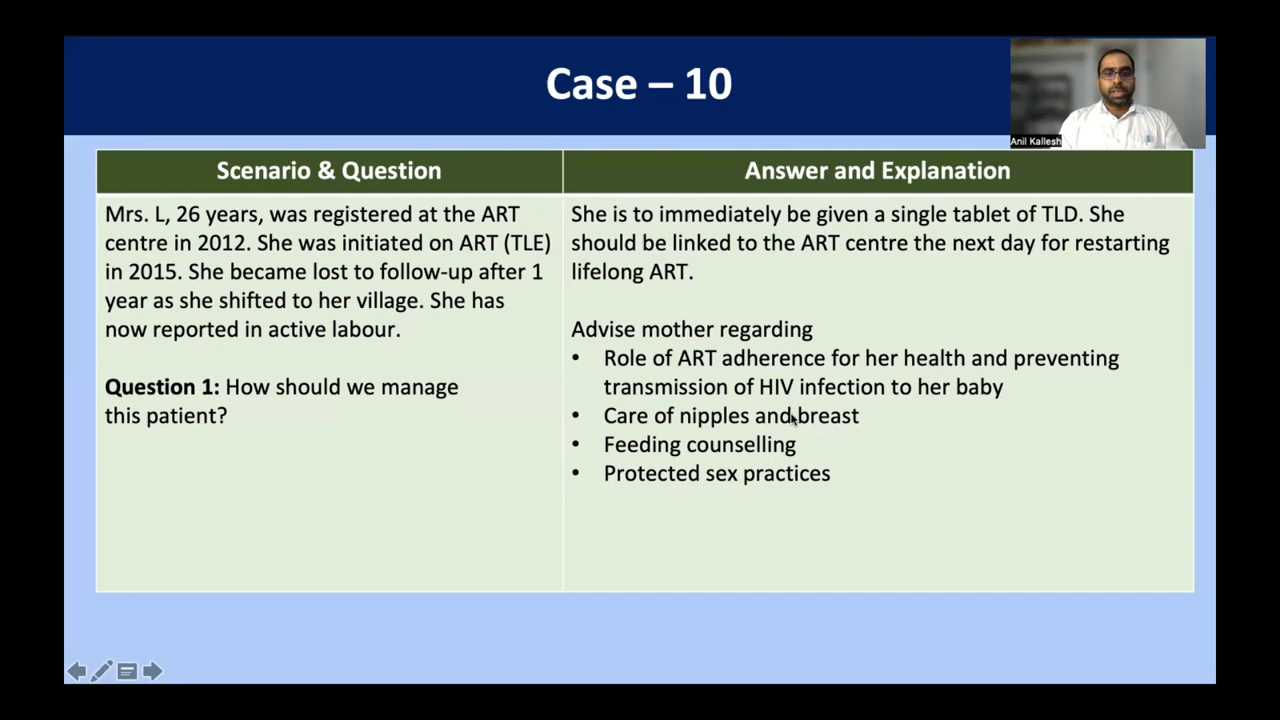 Case – 10
Anil Kallesh
Scenario & Question
Mrs. L, 26 years, was registered at the ART
centre in 2012. She was initiated on ART (TLE)
in 2015. She became lost to follow-up after 1
year as she shifted to her village. She has
now reported in active labour.
Question 1: How should we manage
this patient?
Answer and Explanation
She is to immediately be given a single tablet of TLD. She
should be linked to the ART centre the next day for restarting
lifelong ART.
Advise mother regarding
• Role of ART adherence for her health and preventing
transmission of HIV infection to her baby
• Care of nipples and breast
• Feeding counselling
• Protected sex practices